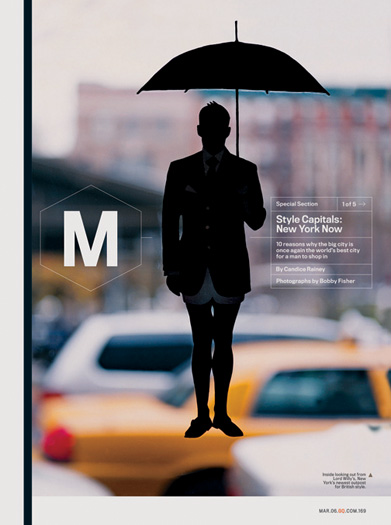 M
Special Section
1 of 5 -->
Style Capitals:
New York Now
10 reasons why the big city is
once again the world's best city
for a man to shop in
By Candice Rainey
Photographs by Bobby Fisher
Inside looking out from
Lord Willy's, New
York's newest outpost
for British style.
MAR.06.GQ.COM.169